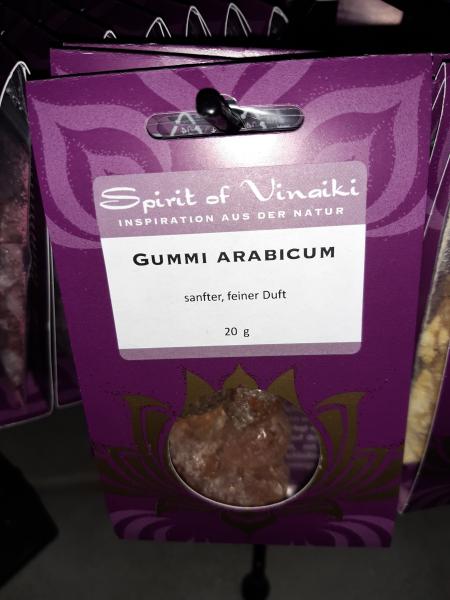 Spirit of Vinaiki
INSPIRATION AUS DER NATUR
GUMMI ARABICUM
sanfter, feiner Duft
20 g